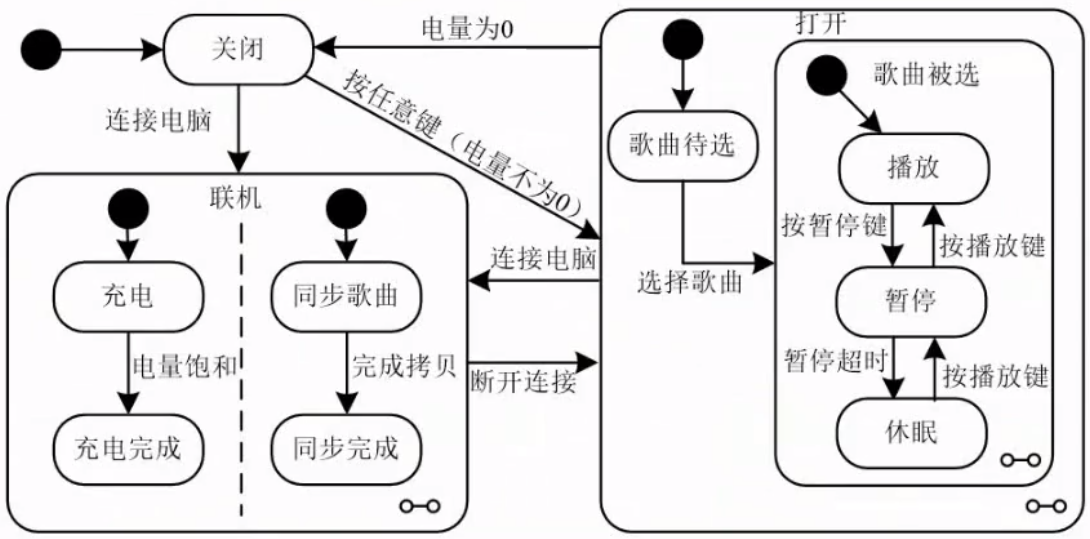 关闭
电量为0
打开
连接电脑
按任意键（电量不为0）
歌曲待选
歌曲被选
播放
联机
按暂停键
按播放键
充电
同步歌曲
连接电脑
选择歌曲
暂停
电量饱和
完成拷贝
断开连接
暂停超时
按播放键
充电完成
同步完成
休眠